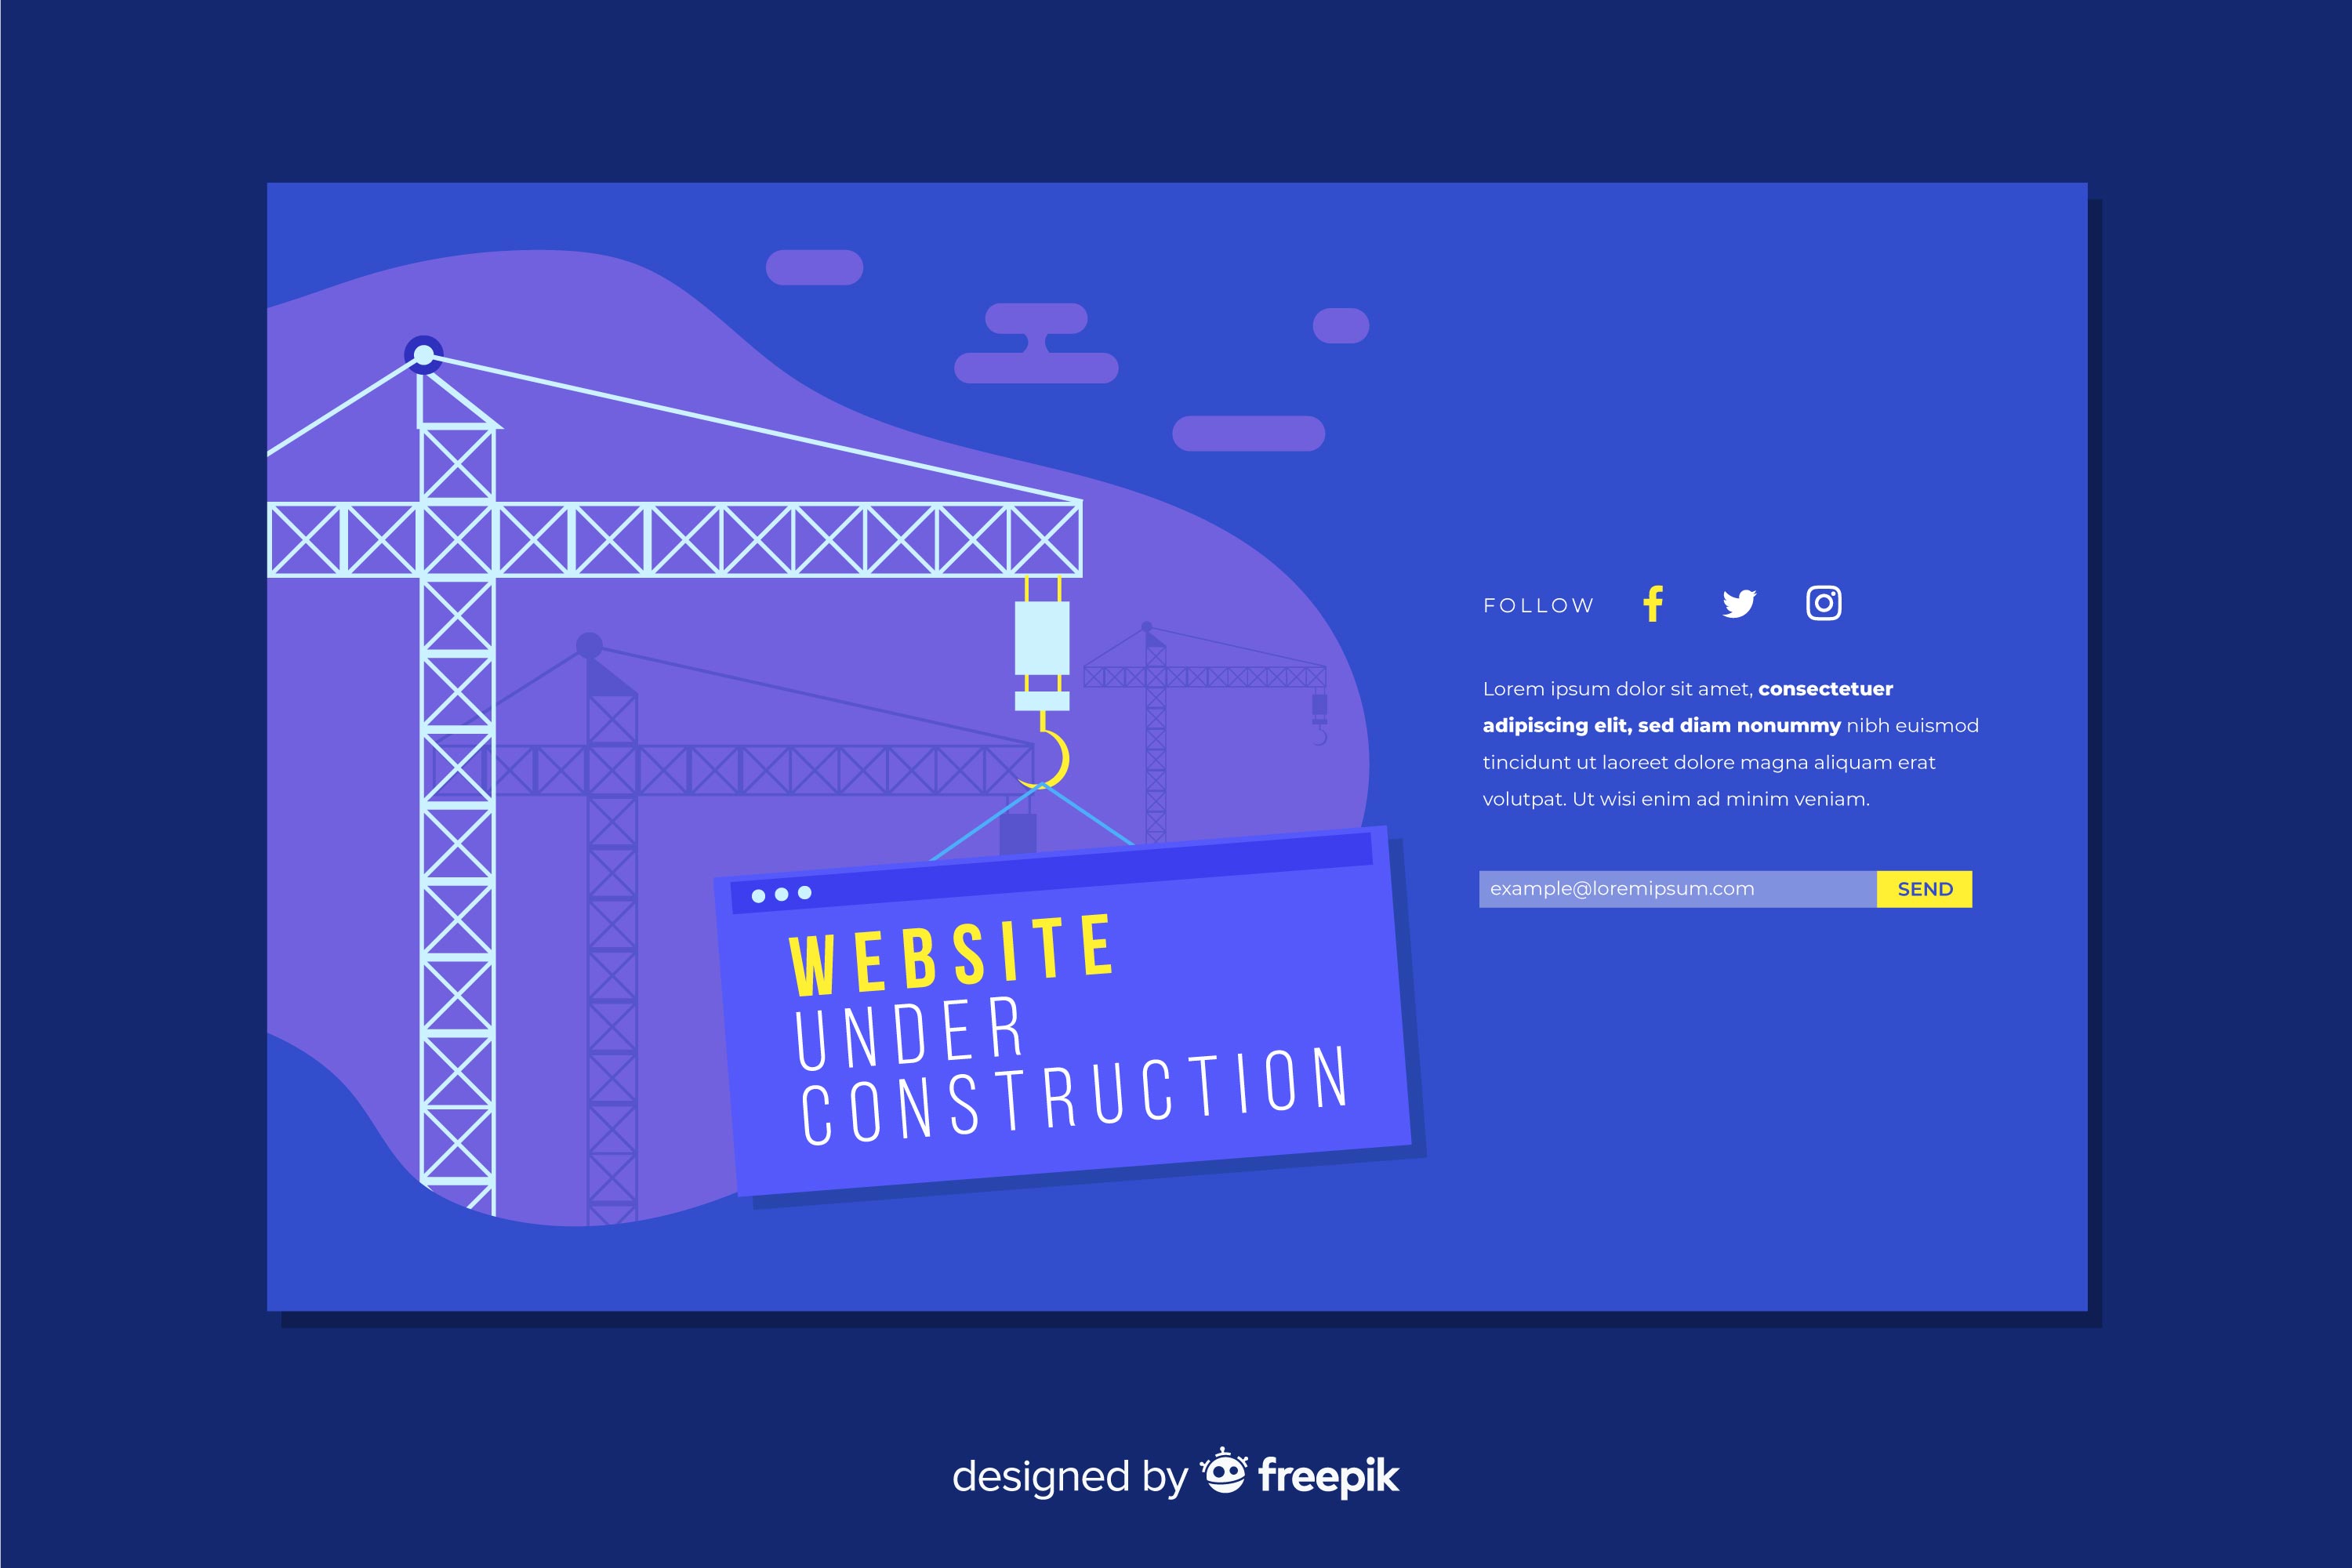 WEBSITE
UNDER
CONSTRUCTION
FOLLOW
Lorem ipsum dolor sit amet, consectetuer
adipiscing elit, sed diam nonummy nibh euismod
tincidunt ut laoreet dolore magna aliquam erat
volutpat. Ut wisi enim ad minim veniam.
example@loremipsum.com SEND
designed by freepik